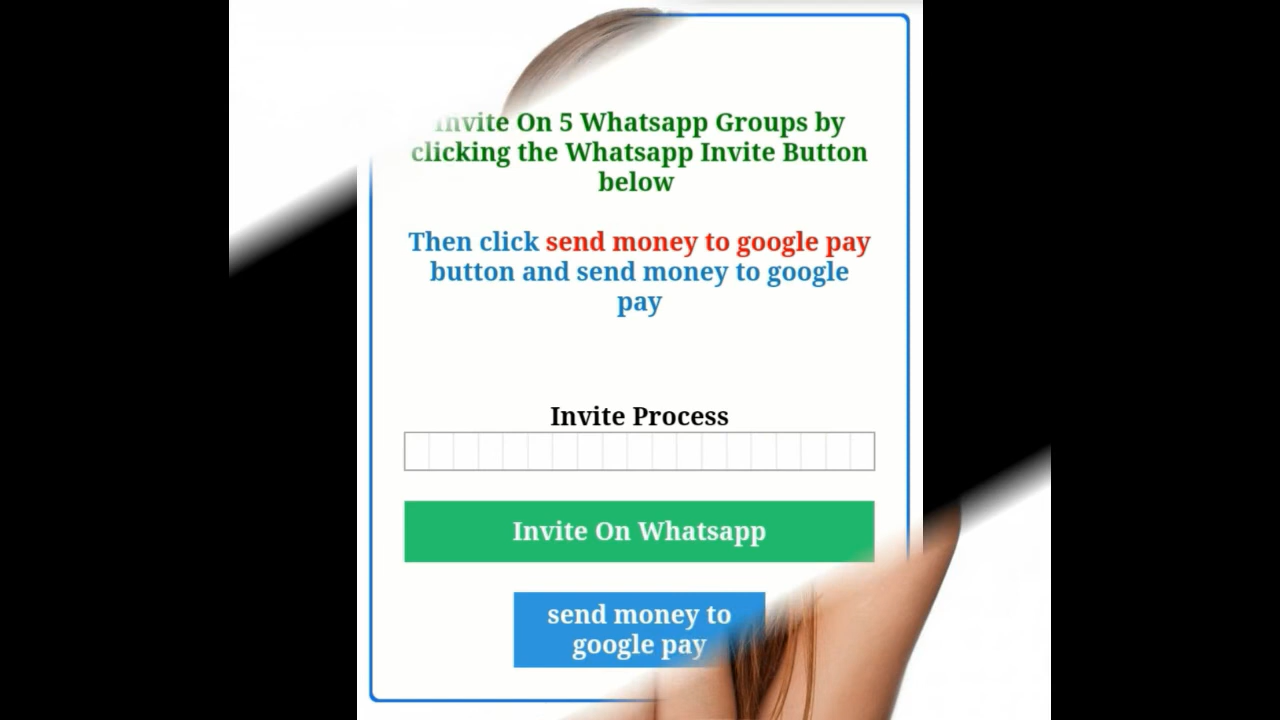 Invite On 5 Whatsapp Groups by
clicking the Whatsapp Invite Button
below
Then click send money to google pay
button and send money to google
pay
Invite Process
Invite On Whatsapp
send money to
google pay